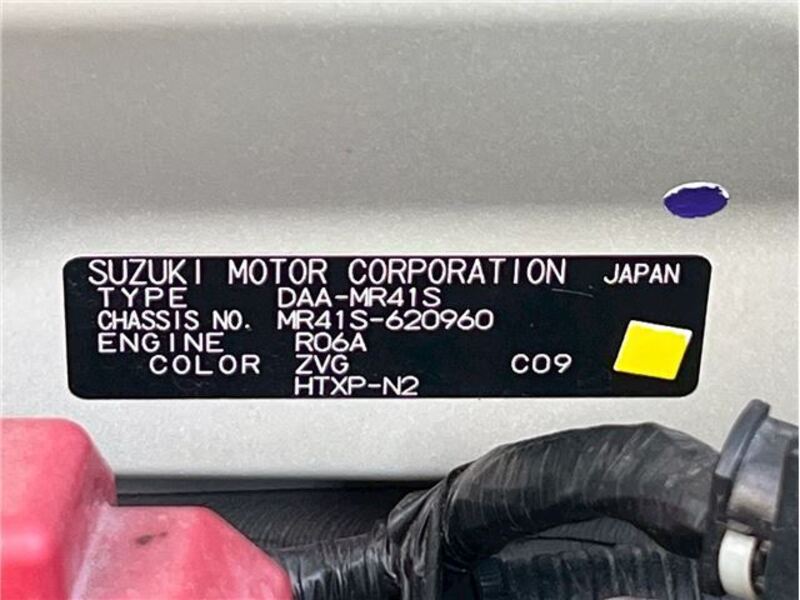 SUZUKI MOTOR CORPORATION JAPAN
TYPE DAA-MR41S
CHASSIS NO. MR41S-620960
ENGINE R06A
COLOR ZVG C09
HTXP-N2